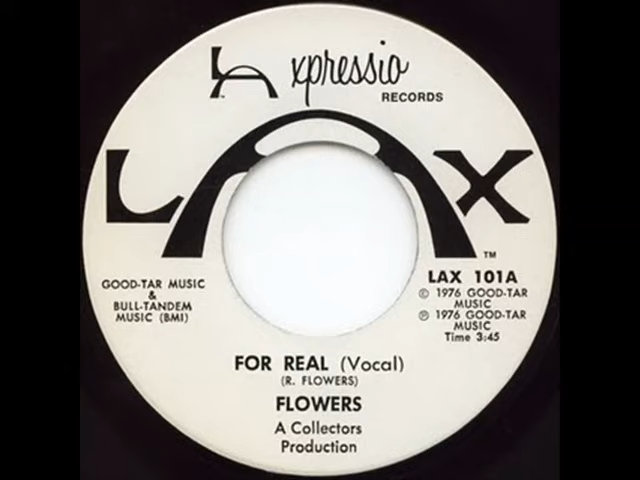 LA xpressio
RECORDS
LAX
TM
GOOD-TAR MUSIC
&
BULL-TANDEM
MUSIC (BMI)
LAX 101A
© 1976 GOOD-TAR
MUSIC
℗ 1976 GOOD-TAR
MUSIC
Time 3:45
FOR REAL (Vocal)
(R. FLOWERS)
FLOWERS
A Collectors
Production